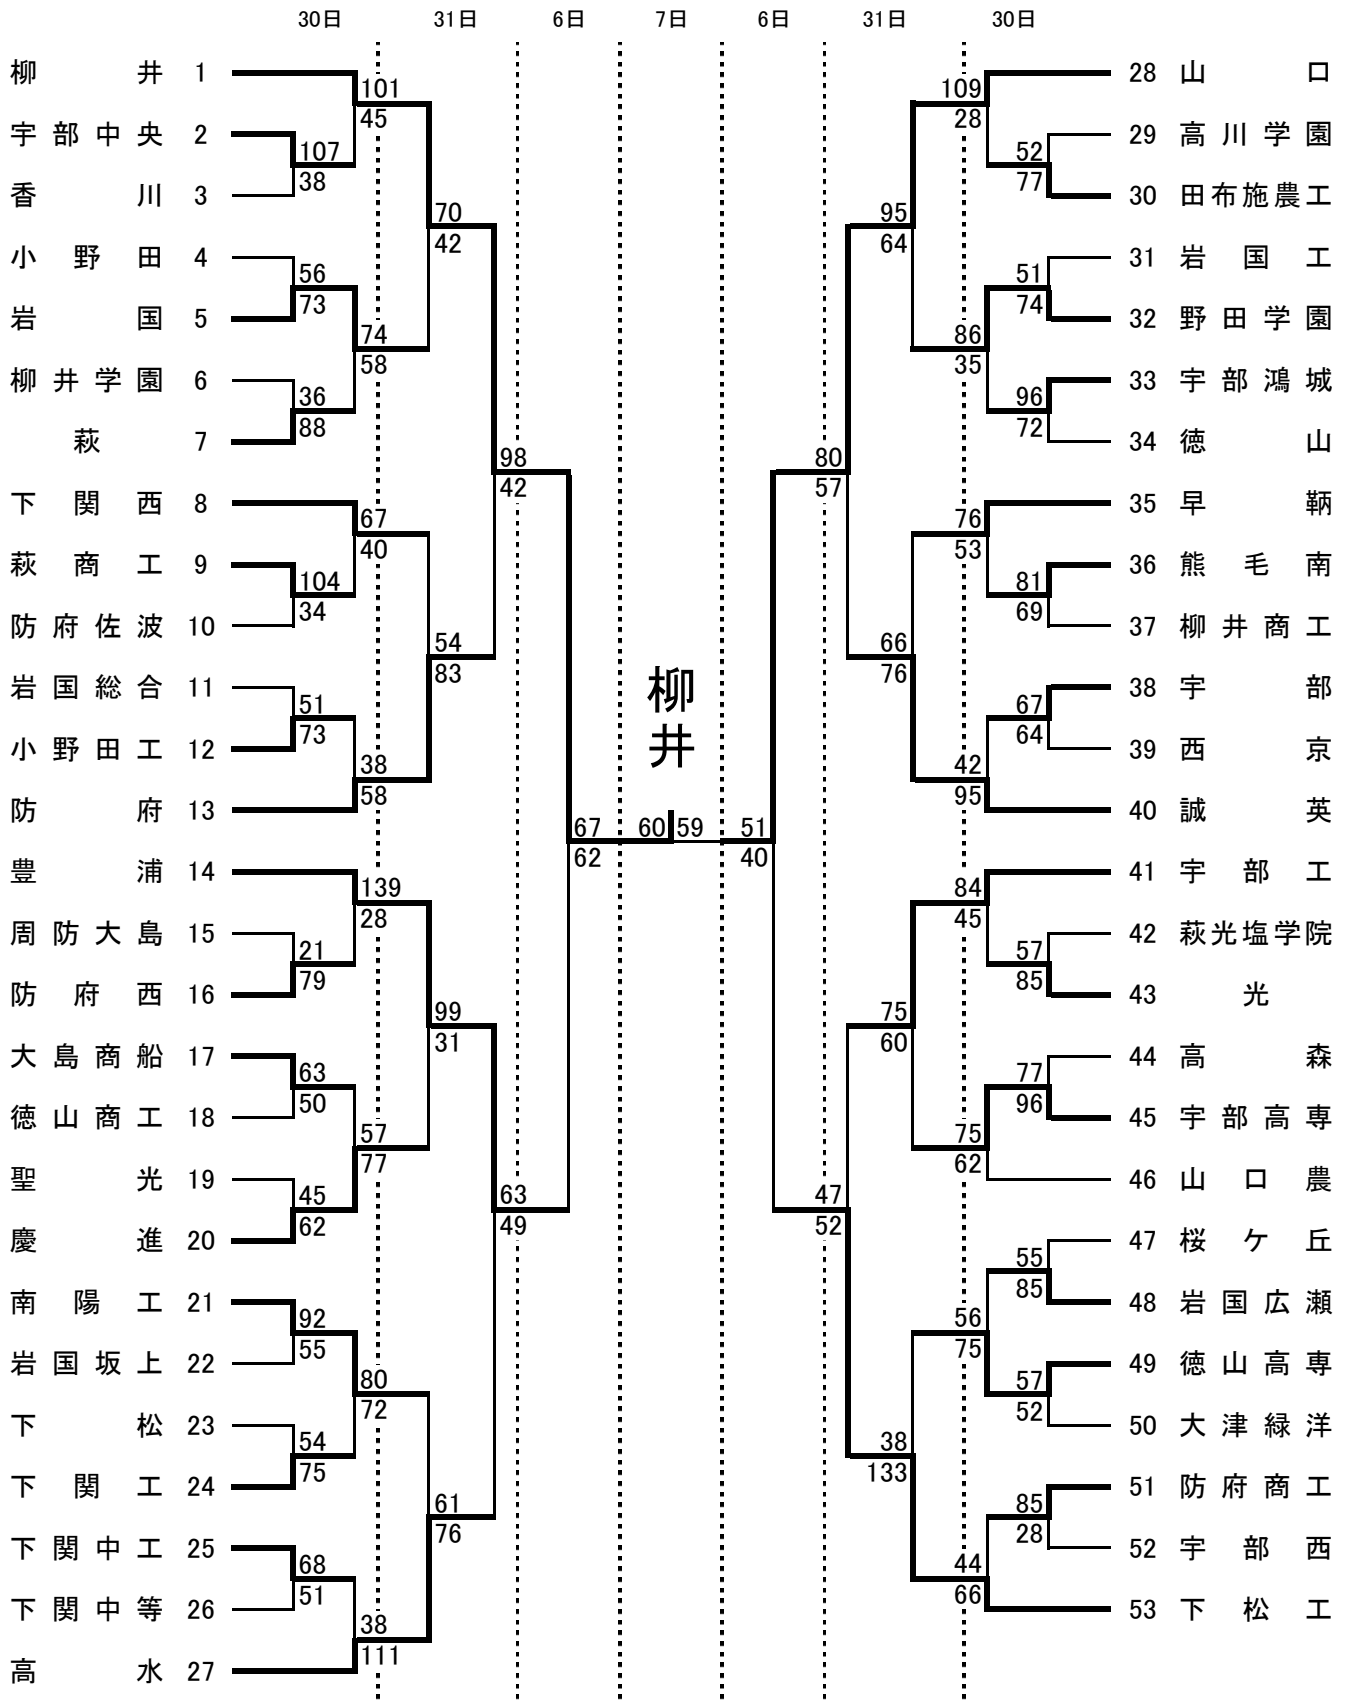 30日 31日 6日 7日 6日 31日 30日
柳井 1 28 山口
101 109
45 28
宇部中央 2 29 高川学園
107 52
38 77
香川 3 30 田布施農工
70 95
42 64
小野田 4 31 岩国工
56 51
73 74
岩国 5 32 野田学園
74 86
58 35
柳井学園 6 33 宇部鴻城
36 96
88 72
萩 7 34 徳山
98 80
42 57
下関西 8 35 早鞆
67 76
40 53
萩商工 9 36 熊毛南
104 81
34 69
防府佐波 10 37 柳井商工
54 66
83 76
岩国総合 11 38 宇部
柳井
51 67
73 64
小野田工 12 39 西京
38 42
58 95
防府 13 40 誠英
67 60 59 51
62 40
豊浦 14 41 宇部工
139 84
28 45
周防大島 15 42 萩光塩学院
21 57
79 85
防府西 16 43 光
99 75
31 60
大島商船 17 44 高森
63 77
50 96
徳山商工 18 45 宇部高専
57 75
77 62
聖光 19 46 山口農
45 63 47
62 49 52
慶進 20 47 桜ケ丘
55
85
南陽工 21 48 岩国広瀬
92 56
55 75
岩国坂上 22 49 徳山高専
80 57
72 52
下松 23 50 大津緑洋
54 38
75 133
下関工 24 51 防府商工
61 85
76 28
下関中工 25 52 宇部西
68 44
51 66
下関中等 26 53 下松工
38
111
高水 27